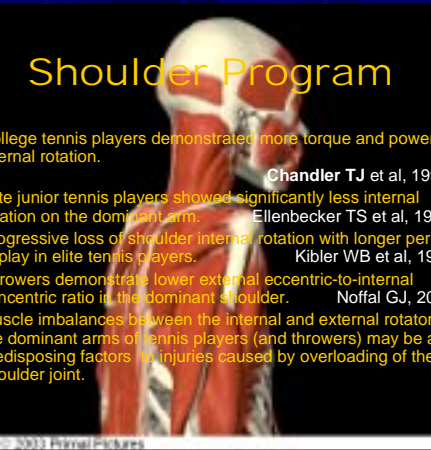 Shoulder Program
ollege tennis players demonstrated more torque and power
ernal rotation.
Chandler TJ et al, 199
te junior tennis players showed significantly less internal
ation on the dominant arm. Ellenbecker TS et al, 19
ogressive loss of shoulder internal rotation with longer per
play in elite tennis players. Kibler WB et al, 19
rowers demonstrate lower external eccentric-to-internal
ncentric ratio in the dominant shoulder. Noffal GJ, 20
uscle imbalances between the internal and external rotator
e dominant arms of tennis players (and throwers) may be a
edisposing factors to injuries caused by overloading of the
oulder joint.
© 2003 Primal Pictures